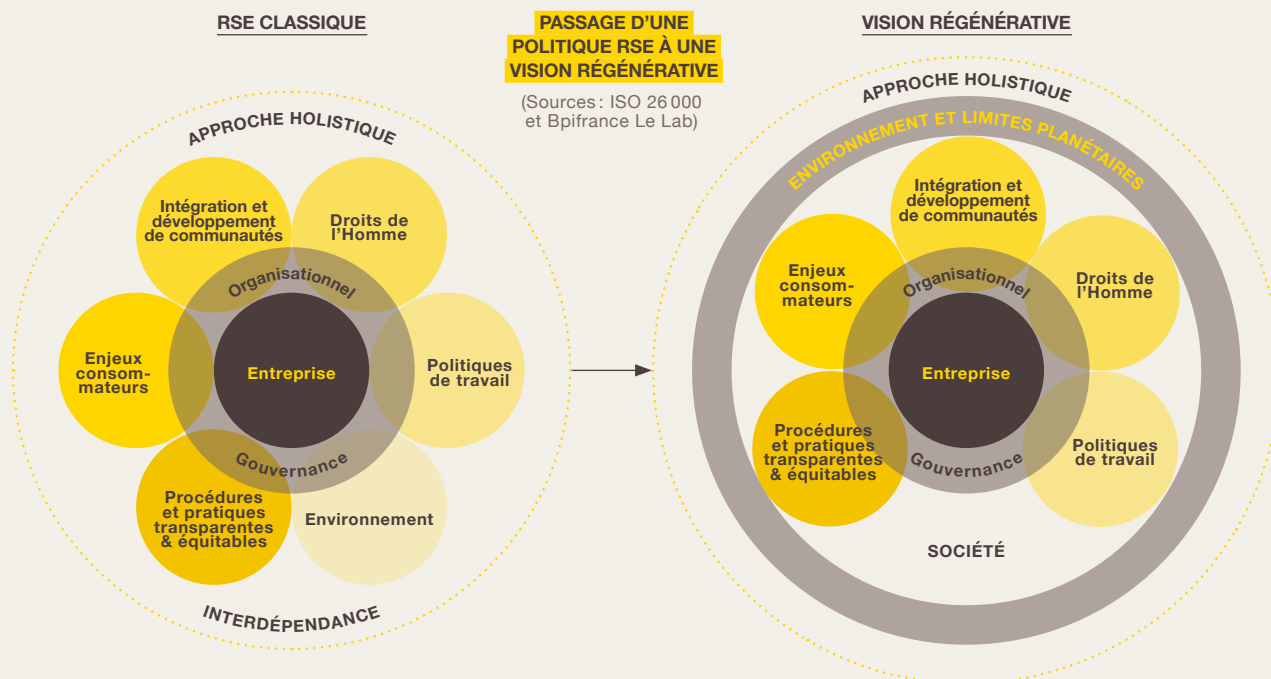 RSE CLASSIQUE
PASSAGE D’UNE
POLITIQUE RSE À UNE
VISION RÉGÉNÉRATIVE
(Sources : ISO 26 000
et Bpifrance Le Lab)
VISION RÉGÉNÉRATIVE
APPROCHE HOLISTIQUE
Intégration et
développement
de communautés
Droits de
l’Homme
Organisationnel
Enjeux
consom-
mateurs
Entreprise
Politiques
de travail
Gouvernance
Procédures
et pratiques
transparentes
& équitables
Environnement
INTERDÉPENDANCE
APPROCHE HOLISTIQUE
ENVIRONNEMENT ET LIMITES PLANÉTAIRES
Intégration et
développement
de communautés
Enjeux
consom-
mateurs
Organisationnel
Droits de
l’Homme
Entreprise
Procédures
et pratiques
transparentes
& équitables
Gouvernance
Politiques
de travail
SOCIÉTÉ